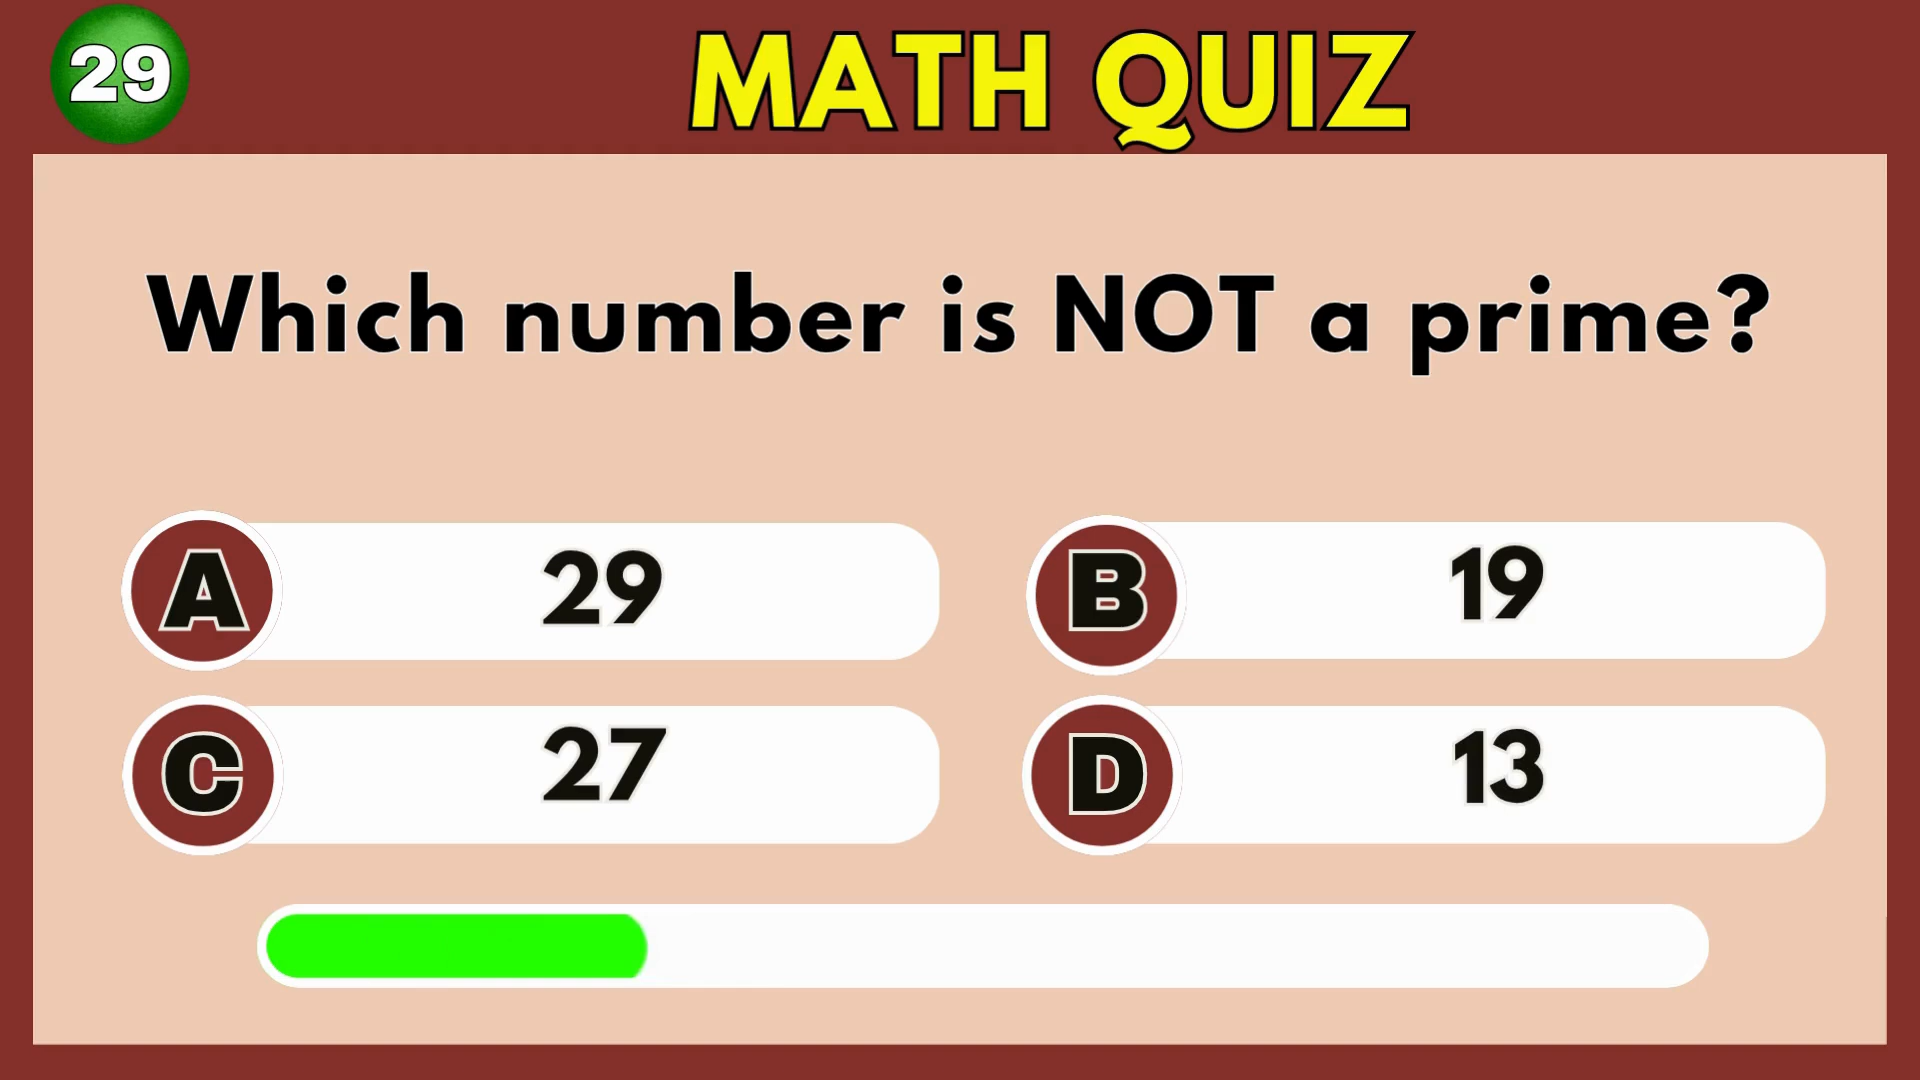 29
MATH QUIZ
Which number is NOT a prime?
A 29
B 19
C 27
D 13